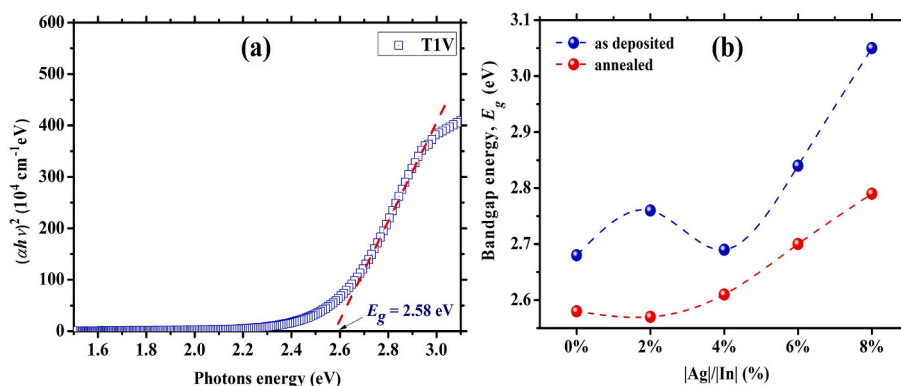 (a)
T1V
600
500
400
300
200
100
0
(αhν)² (10⁴ cm⁻¹eV)
1.6 1.8 2.0 2.2 2.4 2.6 2.8 3.0
Photons energy (eV)
E_g = 2.58 eV
(b)
as deposited
annealed
3.1
3.0
2.9
2.8
2.7
2.6
Bandgap energy, E_g (eV)
0% 2% 4% 6% 8%
|Ag|/|In| (%)